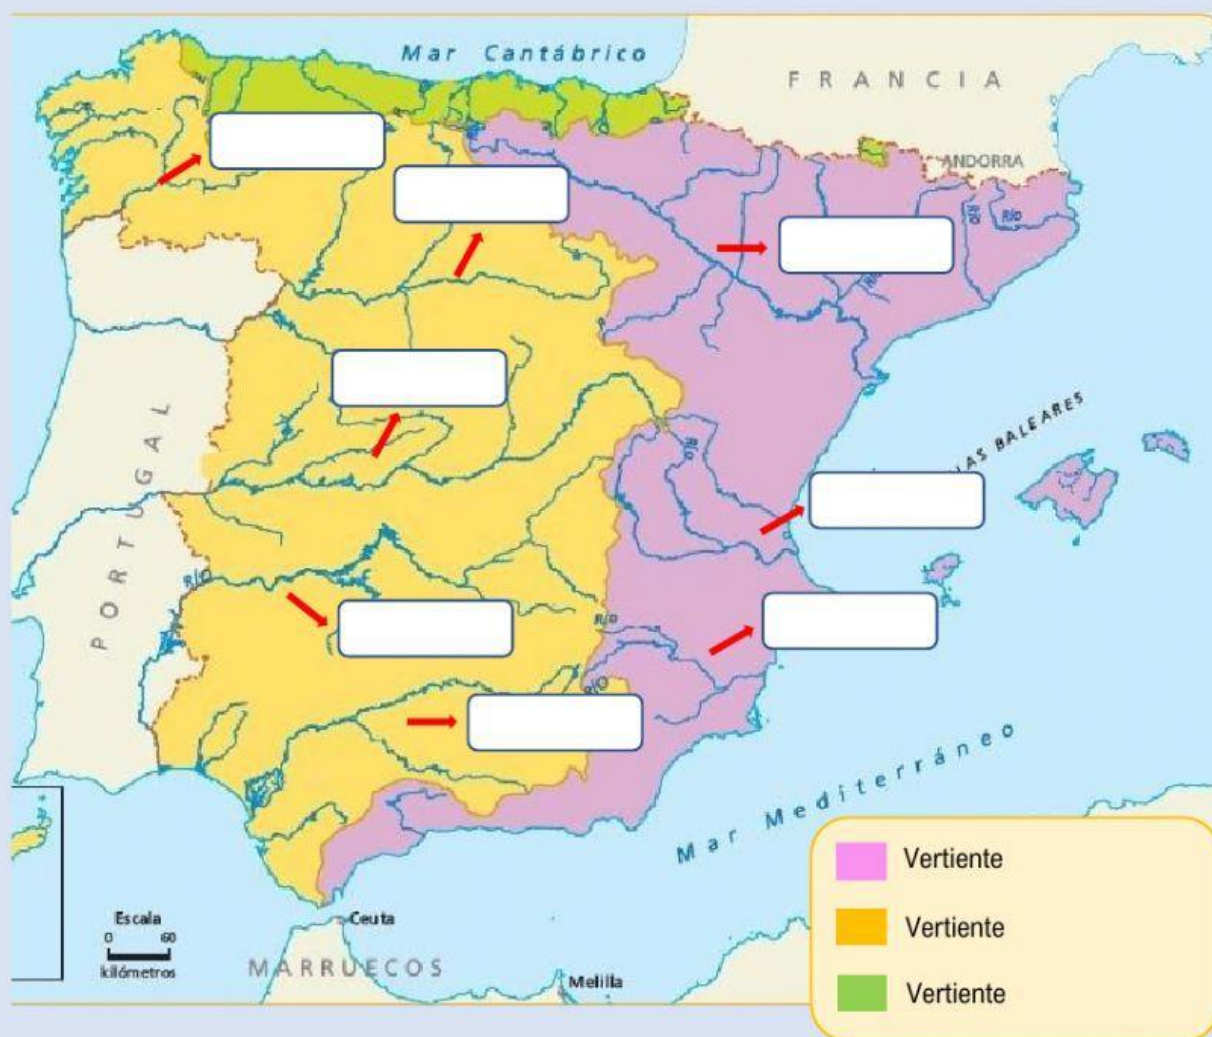 Mar Cantábrico
FRANCIA
ANDORRA
RÍO
Río
PORTUGAL
LAS BALEARES
Río
RÍO
Río
RÍO
Mar Mediterráneo
Escala
0 60
kilómetros
Ceuta
MARRUECOS
Melilla
Vertiente
Vertiente
Vertiente